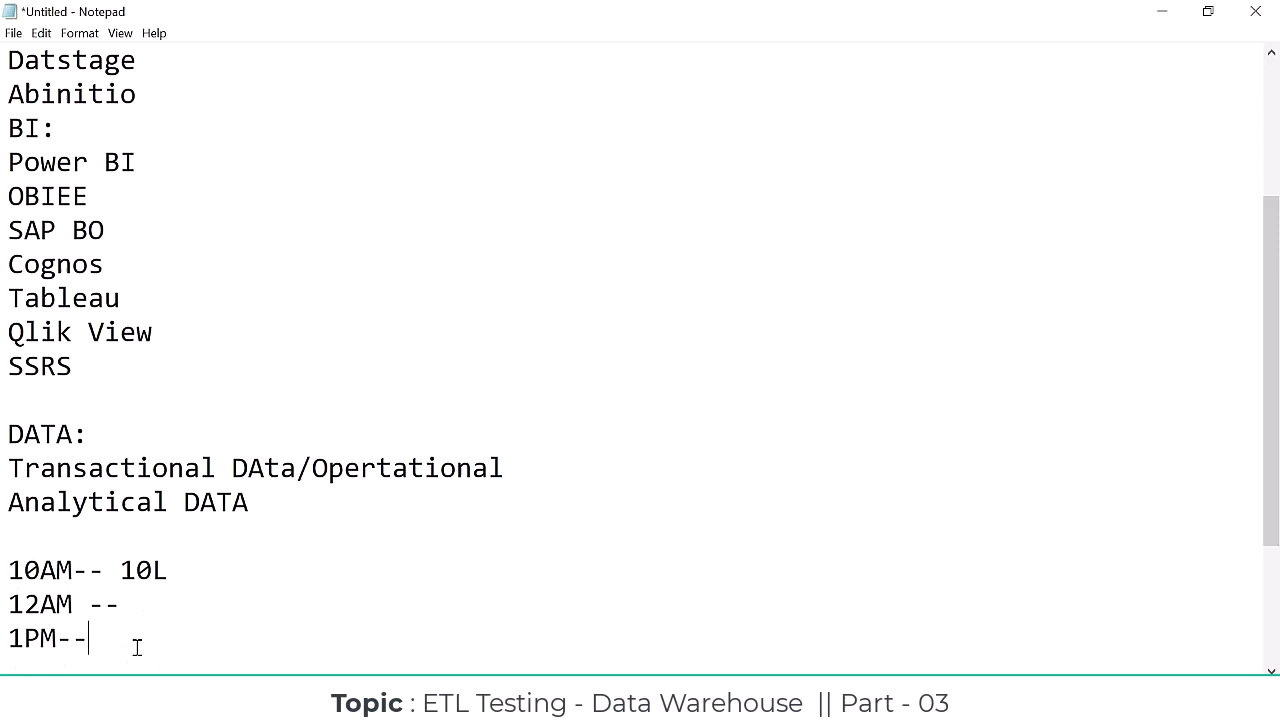 *Untitled - Notepad
File Edit Format View Help
Datstage
Abinitio
BI:
Power BI
OBIEE
SAP BO
Cognos
Tableau
Qlik View
SSRS
DATA:
Transactional DAta/Opertational
Analytical DATA
10AM-- 10L
12AM --
1PM--
Topic : ETL Testing - Data Warehouse || Part - 03